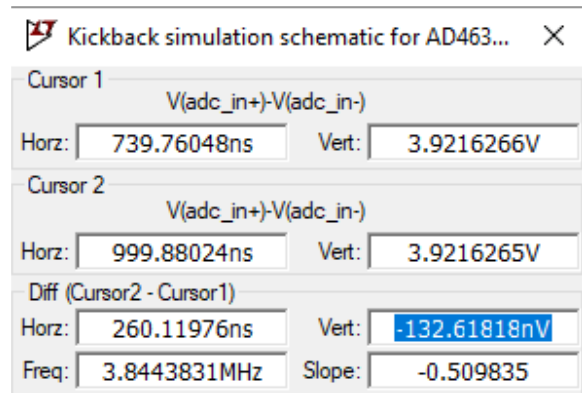 Kickback simulation schematic for AD463...
Cursor 1
V(adc_in+)-V(adc_in-)
Horz: 739.76048ns Vert: 3.9216266V
Cursor 2
V(adc_in+)-V(adc_in-)
Horz: 999.88024ns Vert: 3.9216265V
Diff (Cursor2 - Cursor1)
Horz: 260.11976ns Vert: -132.61818nV
Freq: 3.8443831MHz Slope: -0.509835